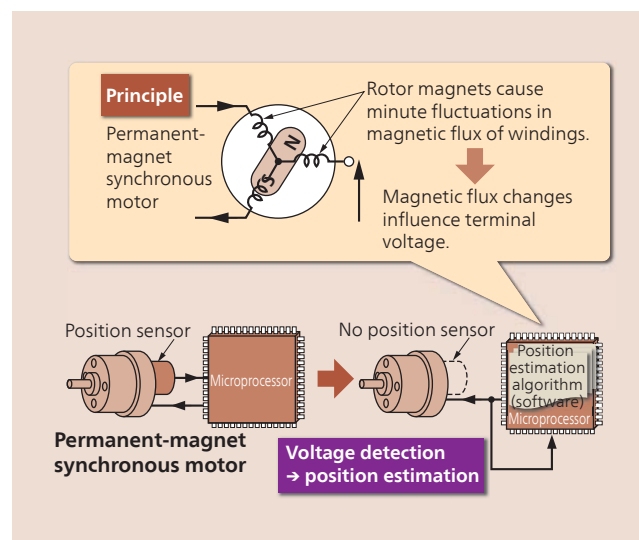 Principle
Permanent-
magnet
synchronous
motor
N
S
Rotor magnets cause
minute fluctuations in
magnetic flux of windings.
Magnetic flux changes
influence terminal
voltage.
Position sensor
Microprocessor
Permanent-magnet
synchronous motor
No position sensor
Position
estimation
algorithm
(software)
Microprocessor
Voltage detection
→ position estimation